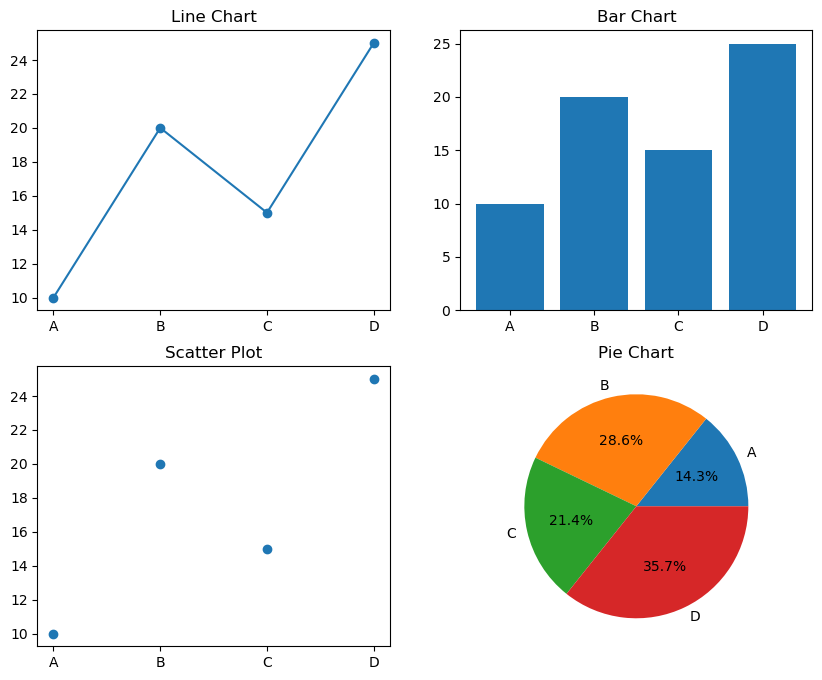 Line Chart
24
22
20
18
16
14
12
10
A B C D
Bar Chart
25
20
15
10
5
0
A B C D
Scatter Plot
24
22
20
18
16
14
12
10
A B C D
Pie Chart
B
28.6%
A
14.3%
C
21.4%
35.7%
D